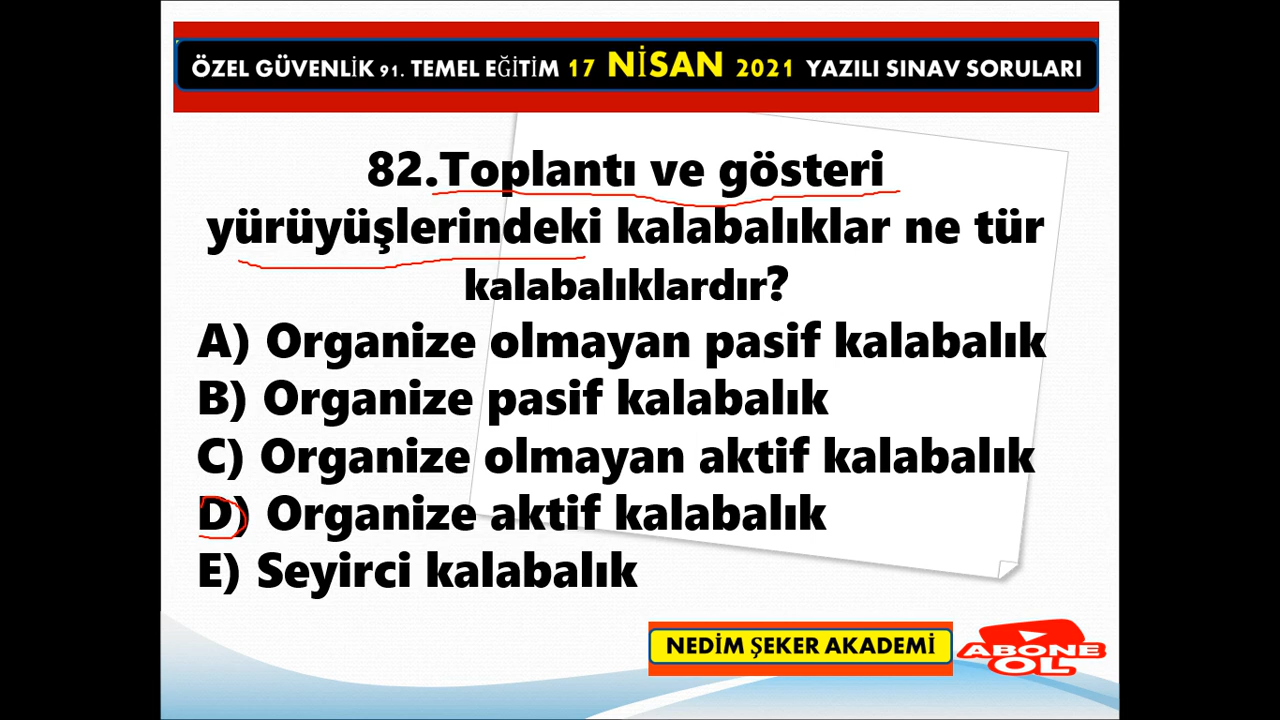 ÖZEL GÜVENLİK 91. TEMEL EĞİTİM 17 NİSAN 2021 YAZILI SINAV SORULARI
82.Toplantı ve gösteri
yürüyüşlerindeki kalabalıklar ne tür
kalabalıklardır?
A) Organize olmayan pasif kalabalık
B) Organize pasif kalabalık
C) Organize olmayan aktif kalabalık
D) Organize aktif kalabalık
E) Seyirci kalabalık
NEDİM ŞEKER AKADEMİ
ABONE
OL